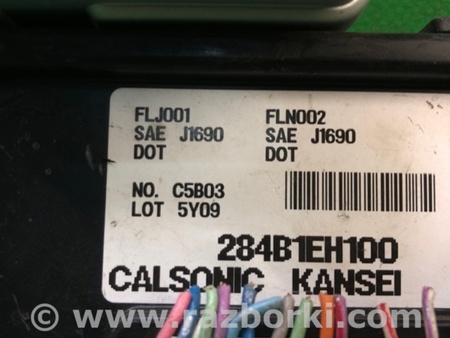 FLJ001 FLN002
SAE J1690 SAE J1690
DOT DOT
NO. C5B03
LOT 5Y09
284B1EH100
CALSONIC KANSEI
www.razborki.com